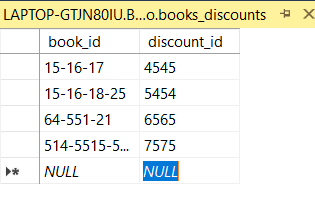 LAPTOP-GTJN80IU.B...o.books_discounts
book_id discount_id
15-16-17 4545
15-16-18-25 5454
64-551-21 6565
514-5515-5... 7575
NULL NULL